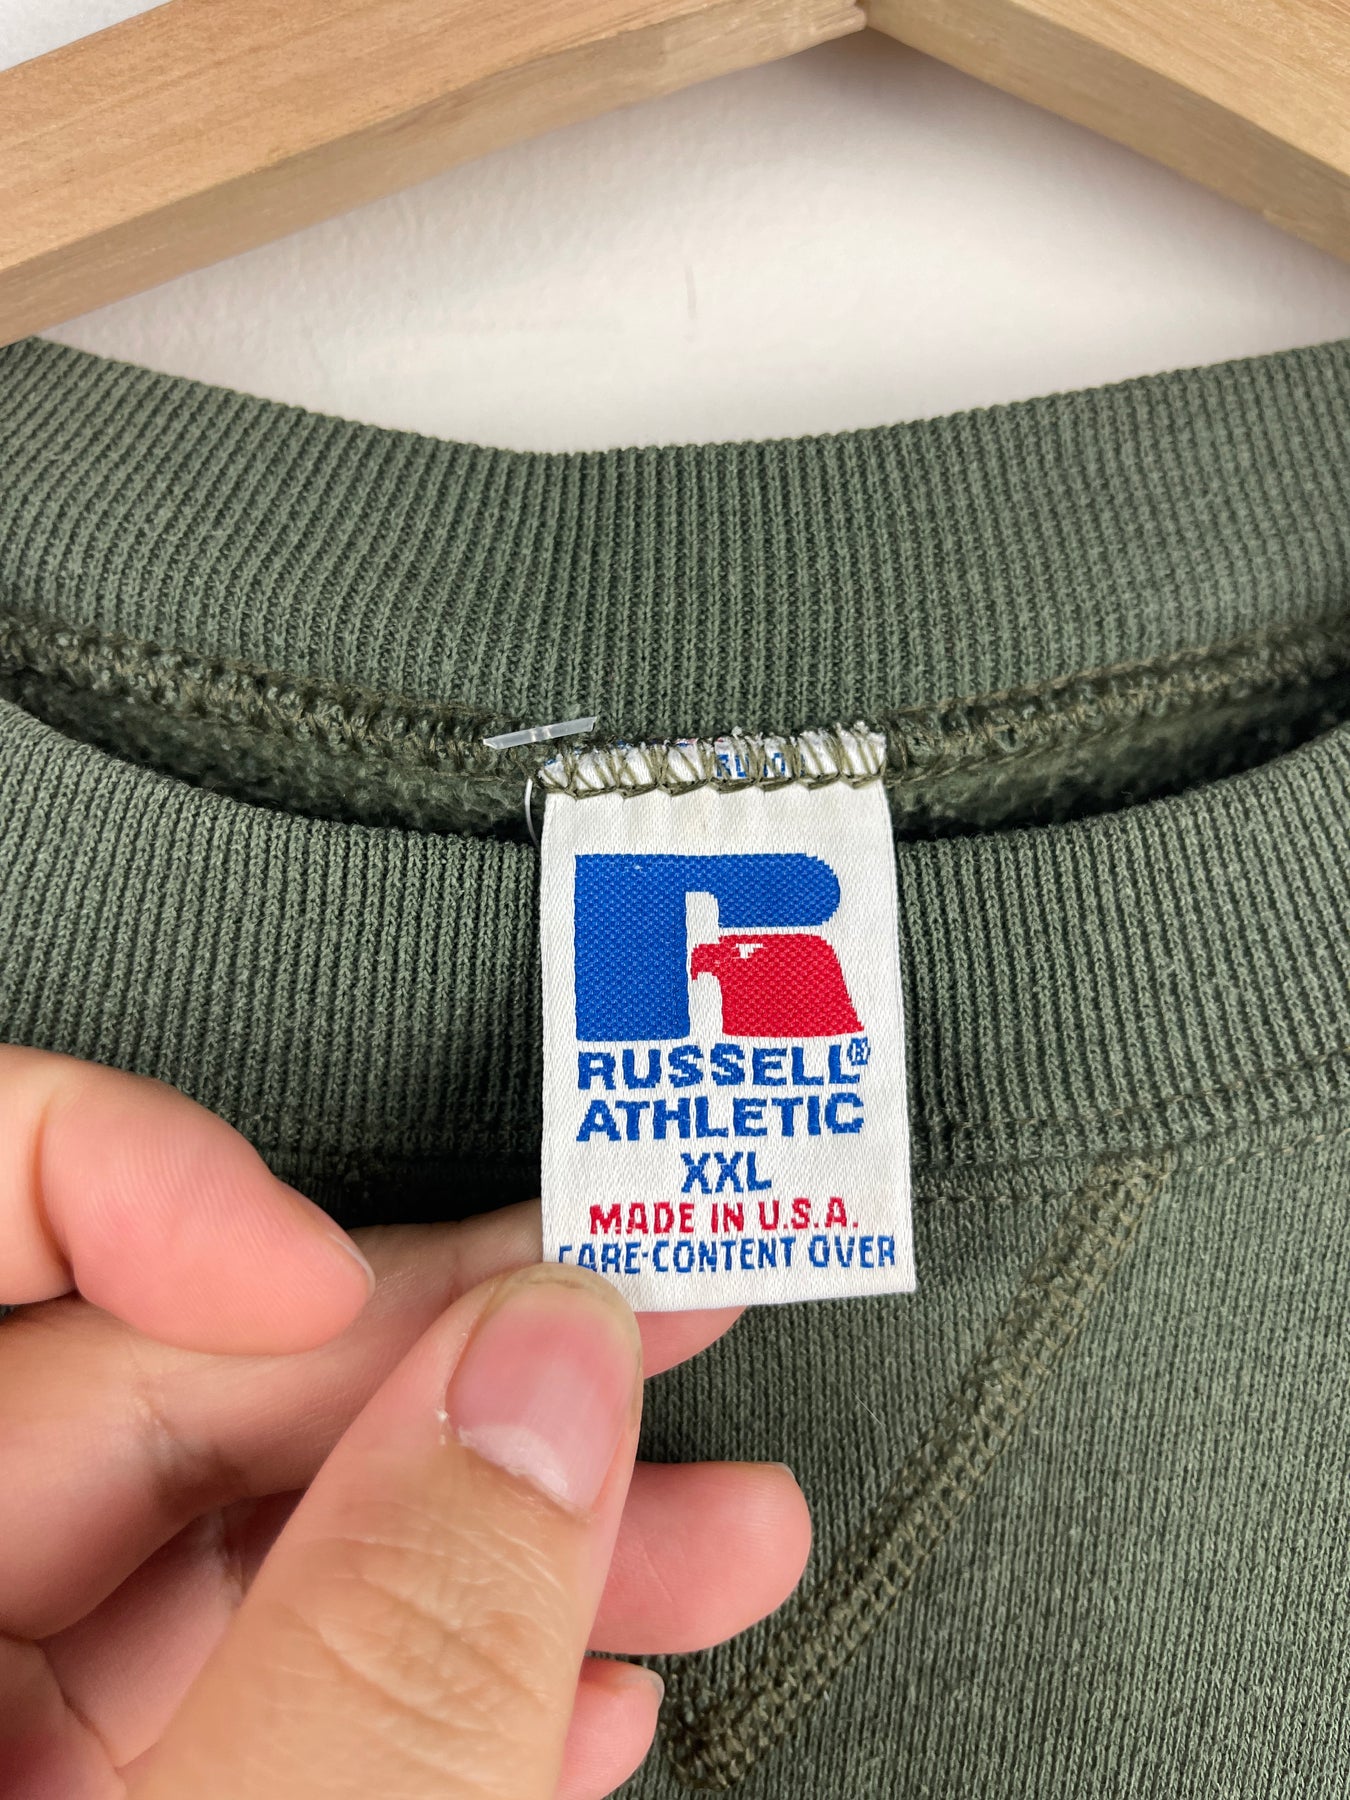 R
RUSSELL®
ATHLETIC
XXL
MADE IN U.S.A.
CARE-CONTENT OVER